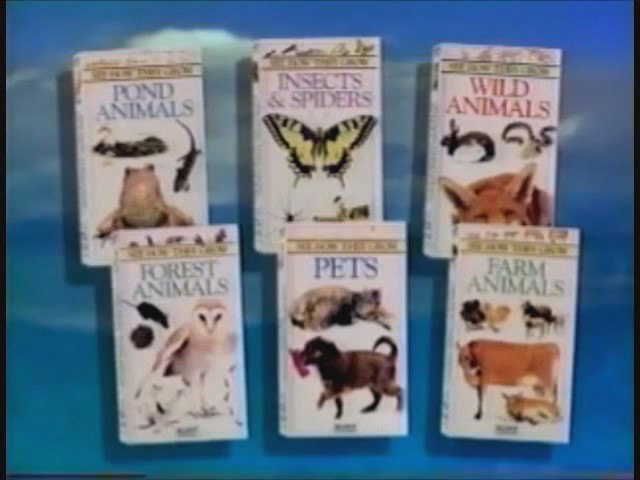 SEE HOW THEY GROW
POND
ANIMALS
SEE HOW THEY GROW
INSECTS
& SPIDERS
SEE HOW THEY GROW
WILD
ANIMALS
SEE HOW THEY GROW
FOREST
ANIMALS
SEE HOW THEY GROW
PETS
SEE HOW THEY GROW
FARM
ANIMALS